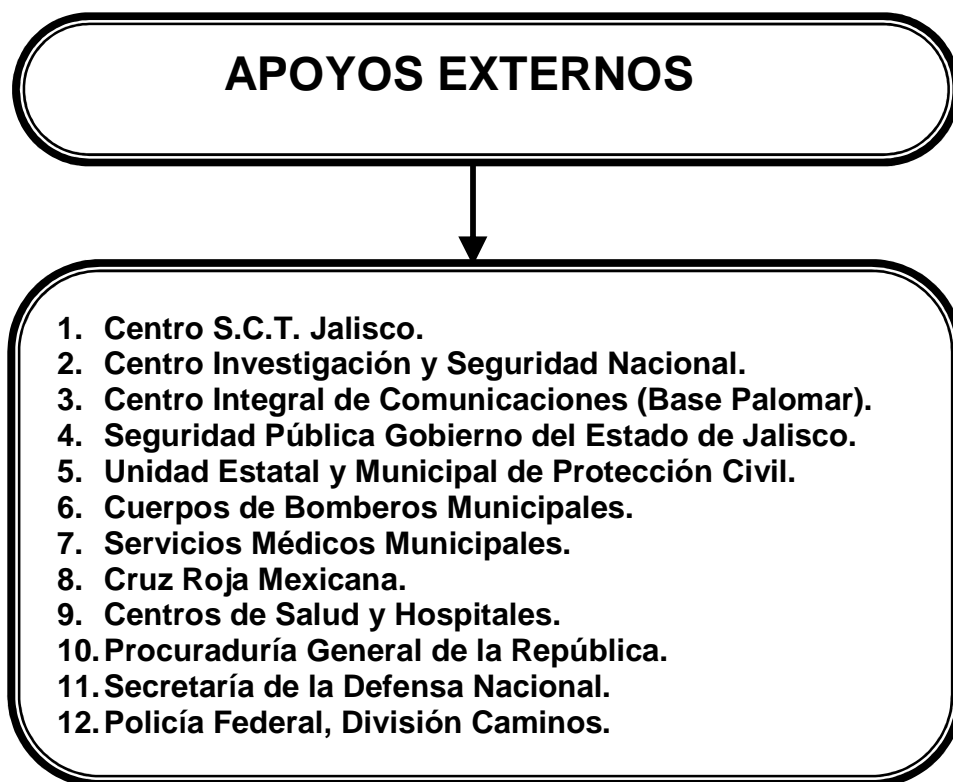 APOYOS EXTERNOS
1. Centro S.C.T. Jalisco.
2. Centro Investigación y Seguridad Nacional.
3. Centro Integral de Comunicaciones (Base Palomar).
4. Seguridad Pública Gobierno del Estado de Jalisco.
5. Unidad Estatal y Municipal de Protección Civil.
6. Cuerpos de Bomberos Municipales.
7. Servicios Médicos Municipales.
8. Cruz Roja Mexicana.
9. Centros de Salud y Hospitales.
10. Procuraduría General de la República.
11. Secretaría de la Defensa Nacional.
12. Policía Federal, División Caminos.